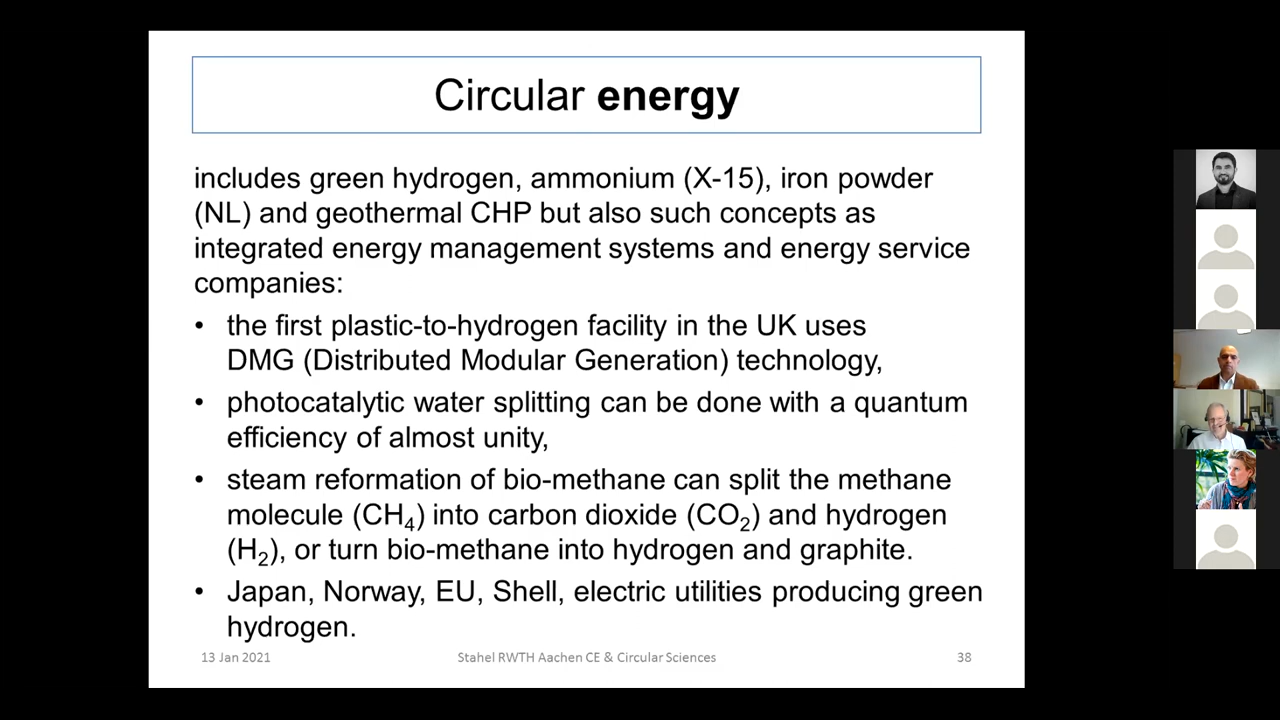 Circular energy
includes green hydrogen, ammonium (X-15), iron powder
(NL) and geothermal CHP but also such concepts as
integrated energy management systems and energy service
companies:
• the first plastic-to-hydrogen facility in the UK uses
DMG (Distributed Modular Generation) technology,
• photocatalytic water splitting can be done with a quantum
efficiency of almost unity,
• steam reformation of bio-methane can split the methane
molecule (CH₄) into carbon dioxide (CO₂) and hydrogen
(H₂), or turn bio-methane into hydrogen and graphite.
• Japan, Norway, EU, Shell, electric utilities producing green
hydrogen.
13 Jan 2021 Stahel RWTH Aachen CE & Circular Sciences 38